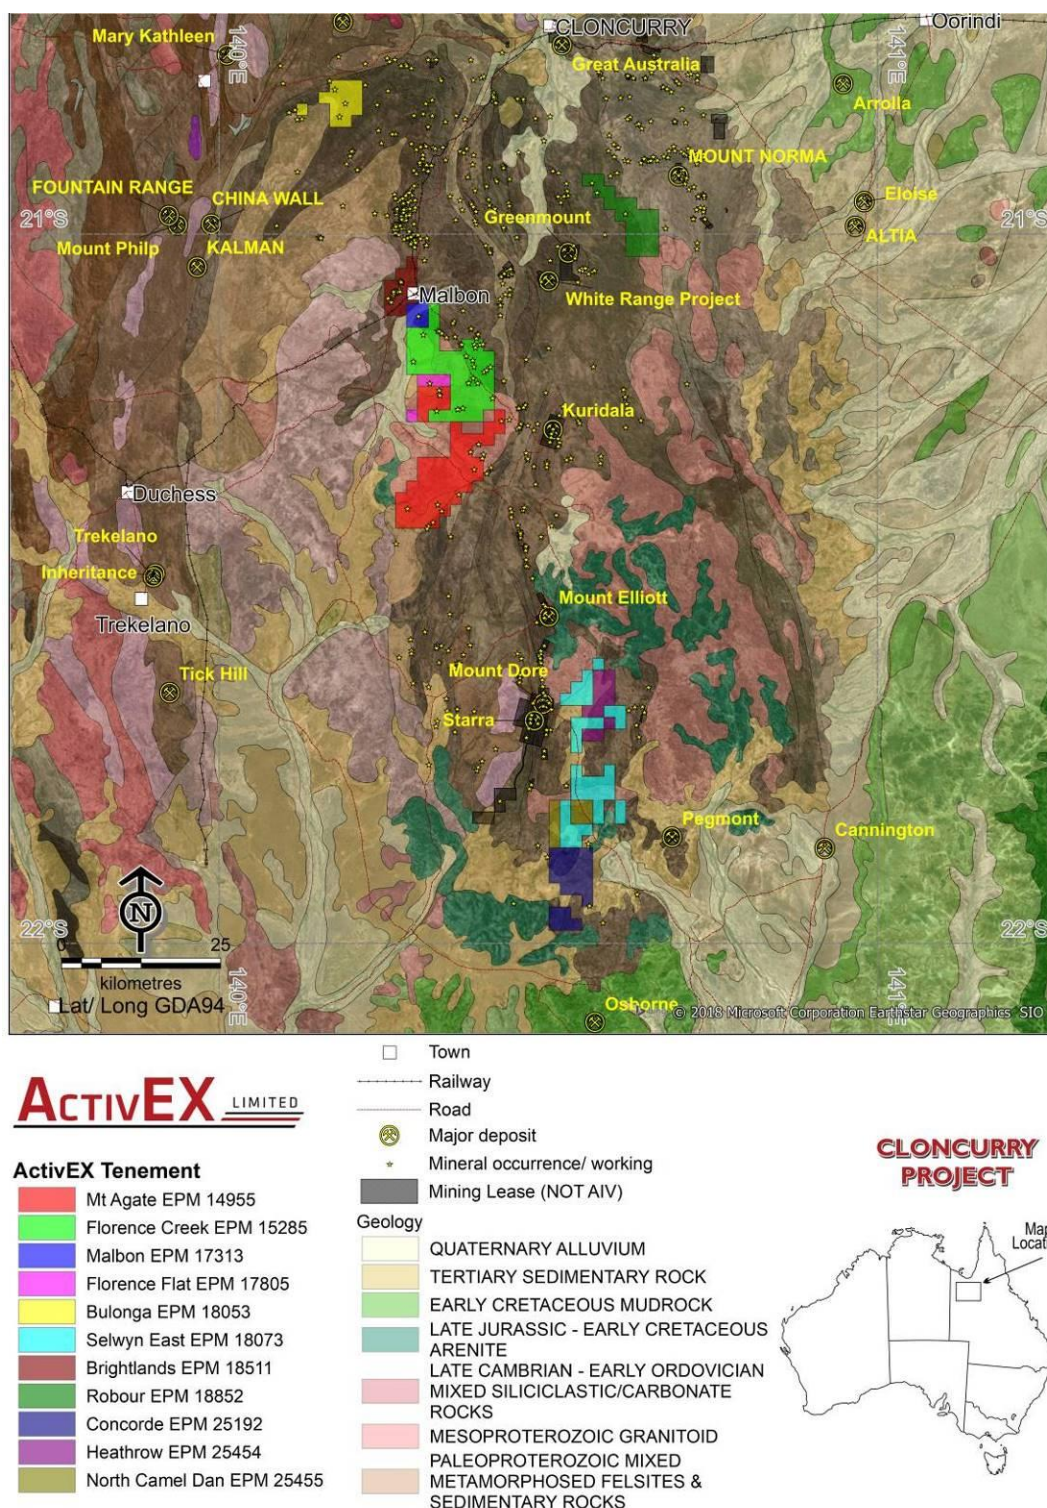 CLONCURRY
Oorindi
Mary Kathleen
140°E
141°E
Great Australia
Arrolla
MOUNT NORMA
FOUNTAIN RANGE
CHINA WALL
Eloise
21°S
Greenmount
21°S
Mount Philp
KALMAN
ALTIA
Malbon
White Range Project
Kuridala
Duchess
Trekelano
Inheritance
Mount Elliott
Trekelano
Tick Hill
Mount Dore
Starra
Pegmont
Cannington
N
22°S
22°S
0 25
kilometres
140°E
141°E
Lat/ Long GDA94
Osborne
© 2018 Microsoft Corporation Earthstar Geographics SIO
ACTIVEX LIMITED
Town
Railway
Road
Major deposit
Mineral occurrence/ working
Mining Lease (NOT AIV)
CLONCURRY
PROJECT
ActivEX Tenement
Mt Agate EPM 14955
Florence Creek EPM 15285
Malbon EPM 17313
Florence Flat EPM 17805
Bulonga EPM 18053
Selwyn East EPM 18073
Brightlands EPM 18511
Robour EPM 18852
Concorde EPM 25192
Heathrow EPM 25454
North Camel Dan EPM 25455
Geology
QUATERNARY ALLUVIUM
TERTIARY SEDIMENTARY ROCK
EARLY CRETACEOUS MUDROCK
LATE JURASSIC - EARLY CRETACEOUS
ARENITE
LATE CAMBRIAN - EARLY ORDOVICIAN
MIXED SILICICLASTIC/CARBONATE
ROCKS
MESOPROTEROZOIC GRANITOID
PALEOPROTEROZOIC MIXED
METAMORPHOSED FELSITES &
SEDIMENTARY ROCKS
Map
Locat